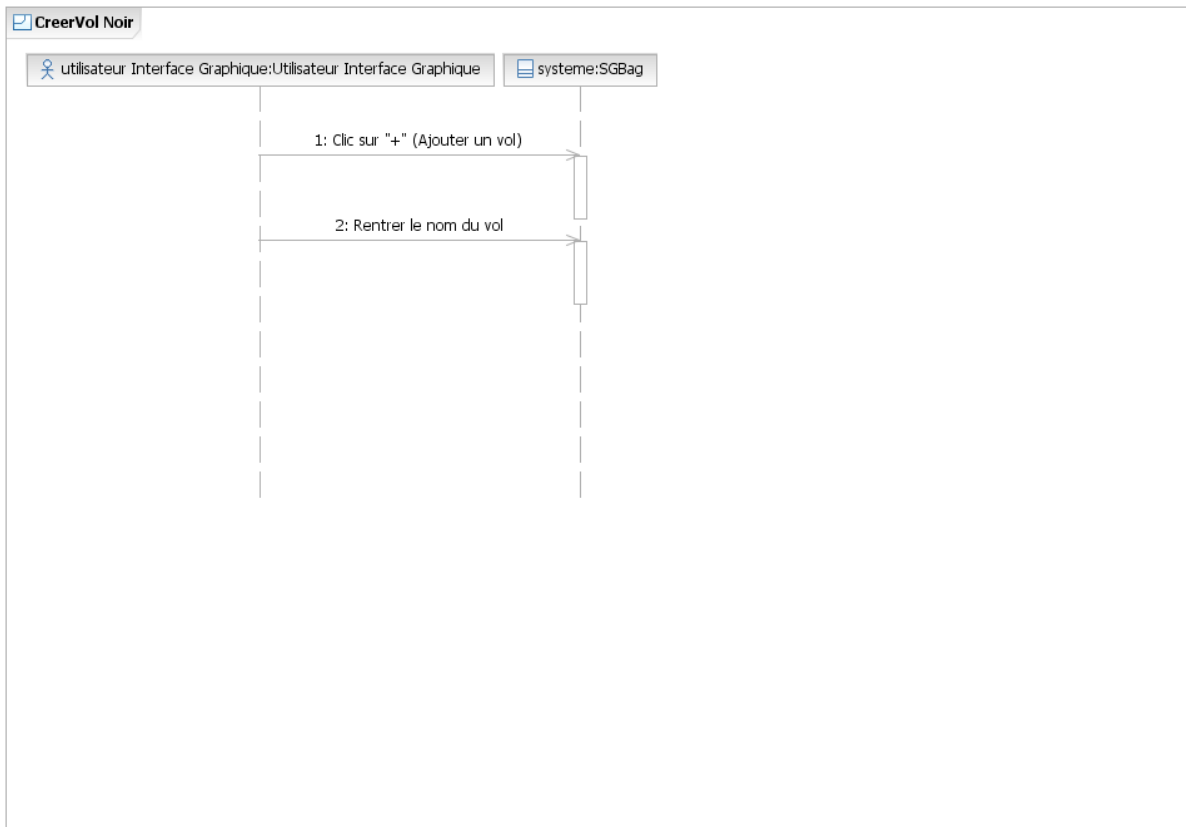 CreerVol Noir
utilisateur Interface Graphique:Utilisateur Interface Graphique
systeme:SGBag
1: Clic sur "+" (Ajouter un vol)
2: Rentrer le nom du vol